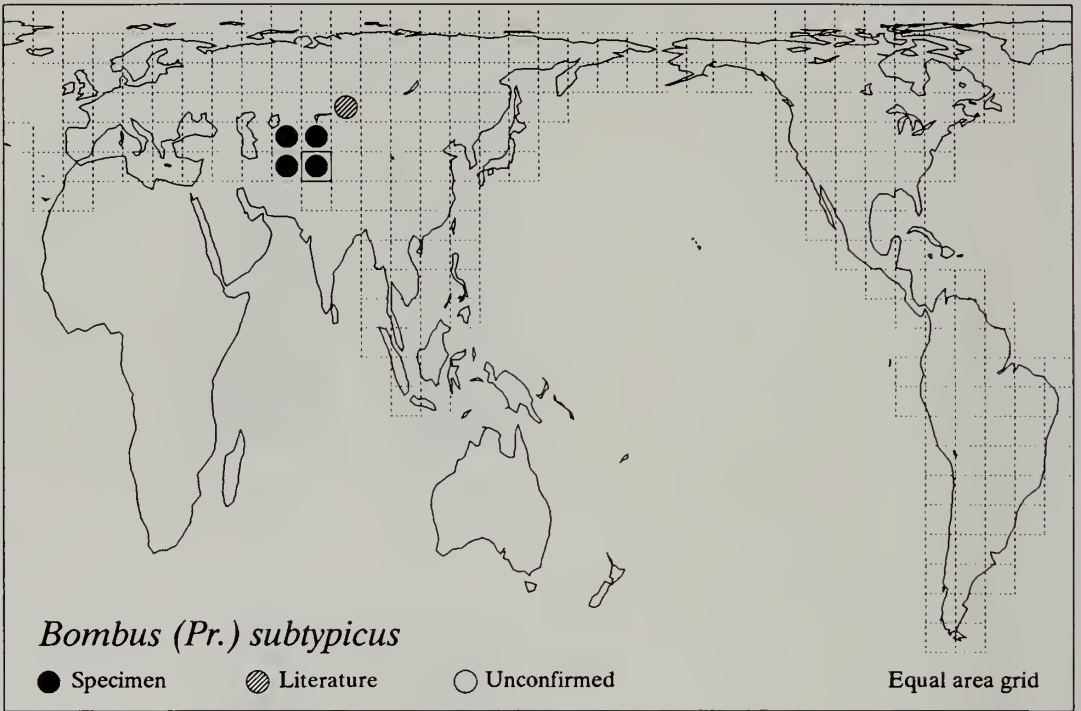 Bombus (Pr.) subtypicus
Specimen Literature Unconfirmed Equal area grid